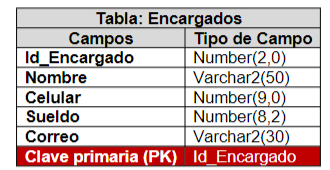 Tabla: Encargados
Campos Tipo de Campo
Id_Encargado Number(2,0)
Nombre Varchar2(50)
Celular Number(9,0)
Sueldo Number(8,2)
Correo Varchar2(30)
Clave primaria (PK) Id_Encargado